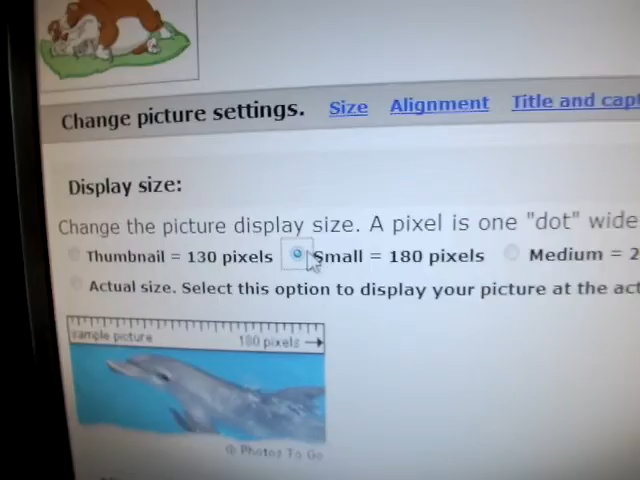 Change picture settings. Size Alignment Title and capt
Display size:
Change the picture display size. A pixel is one "dot" wide
Thumbnail = 130 pixels Small = 180 pixels Medium = 2
Actual size. Select this option to display your picture at the act
sample picture 180 pixels
© Photos To Go